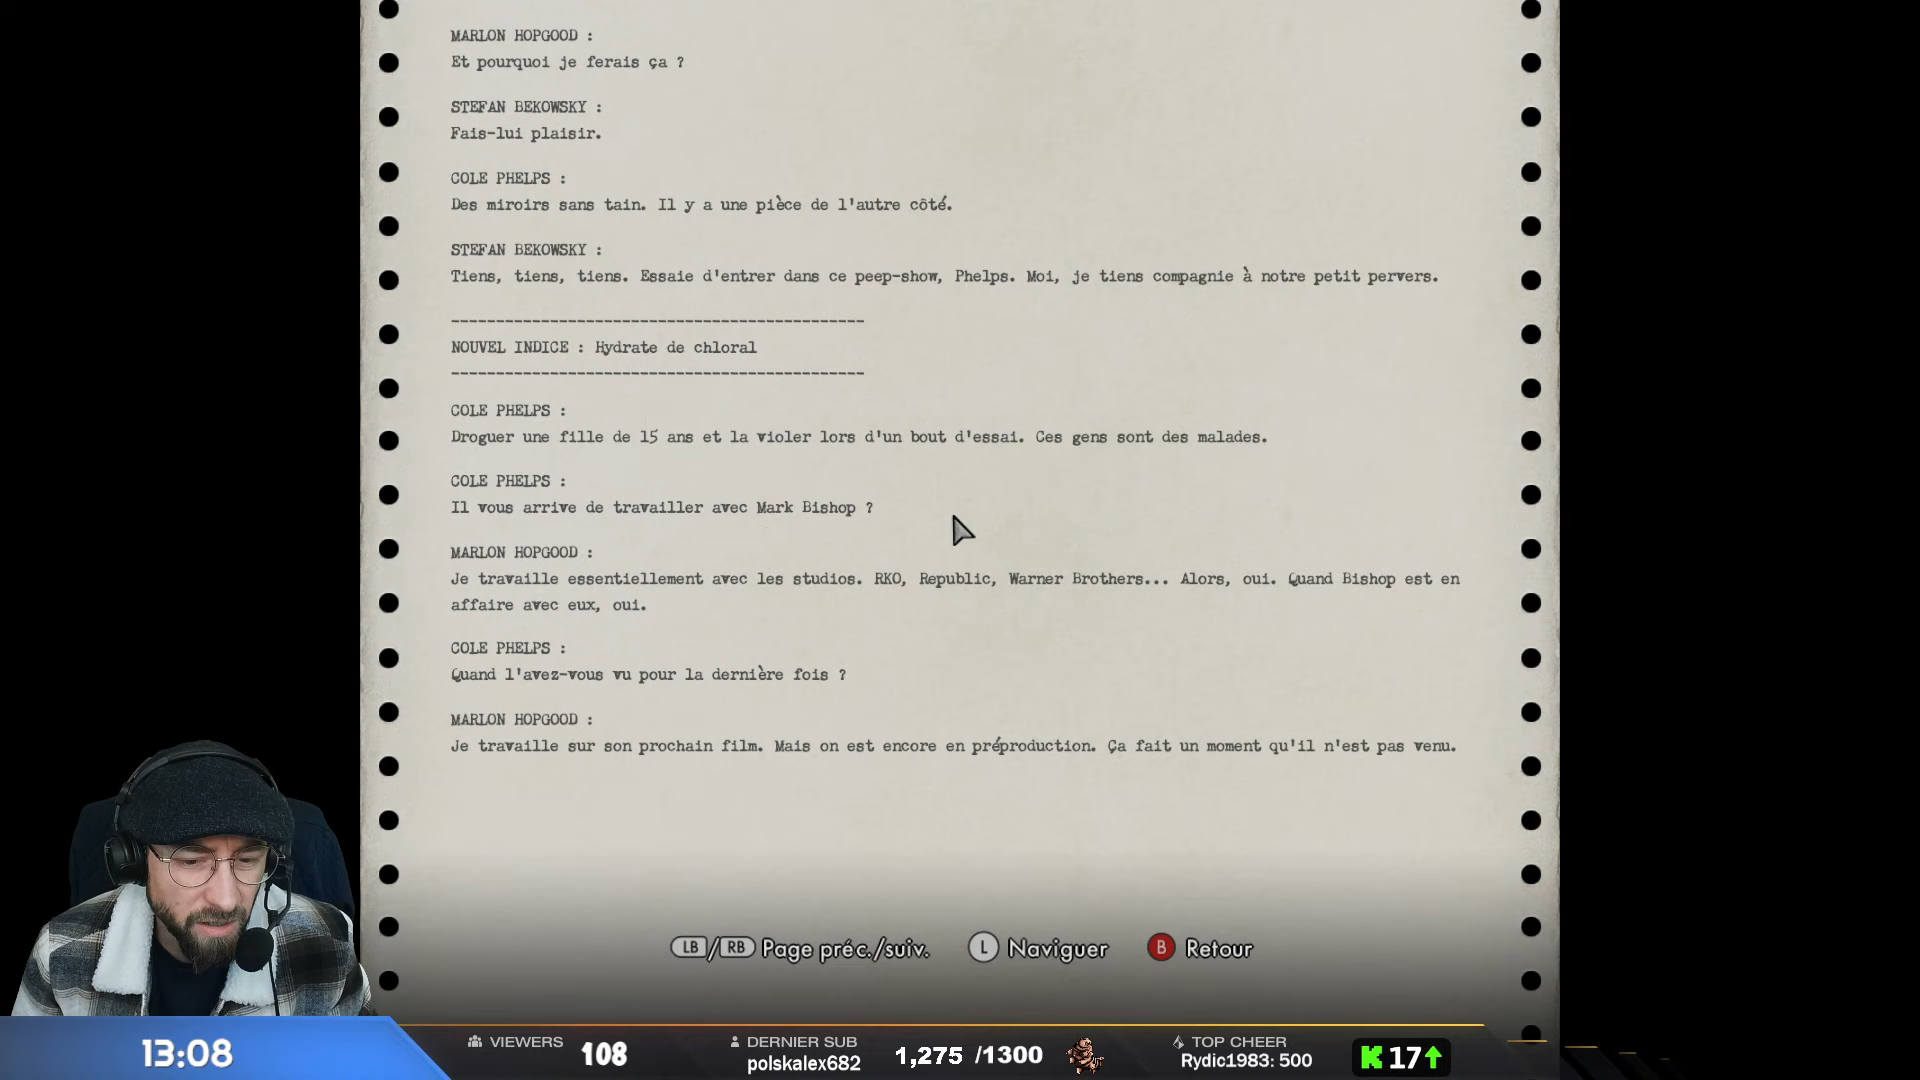 MARLON HOPGOOD :
Et pourquoi je ferais ça ?
STEFAN BEKOWSKY :
Fais-lui plaisir.
COLE PHELPS :
Des miroirs sans tain. Il y a une pièce de l'autre côté.
STEFAN BEKOWSKY :
Tiens, tiens, tiens. Essaie d'entrer dans ce peep-show, Phelps. Moi, je tiens compagnie à notre petit pervers.
----------------------------------------------
NOUVEL INDICE : Hydrate de chloral
----------------------------------------------
COLE PHELPS :
Droguer une fille de 15 ans et la violer lors d'un bout d'essai. Ces gens sont des malades.
COLE PHELPS :
Il vous arrive de travailler avec Mark Bishop ?
MARLON HOPGOOD :
Je travaille essentiellement avec les studios. RKO, Republic, Warner Brothers... Alors, oui. Quand Bishop est en
affaire avec eux, oui.
COLE PHELPS :
Quand l'avez-vous vu pour la dernière fois ?
MARLON HOPGOOD :
Je travaille sur son prochain film. Mais on est encore en préproduction. Ça fait un moment qu'il n'est pas venu.
LB/RB Page préc./suiv. L Naviguer B Retour
13:08
VIEWERS 108
DERNIER SUB
polskalex682
1,275 /1300
TOP CHEER
Rydic1983: 500
K 17